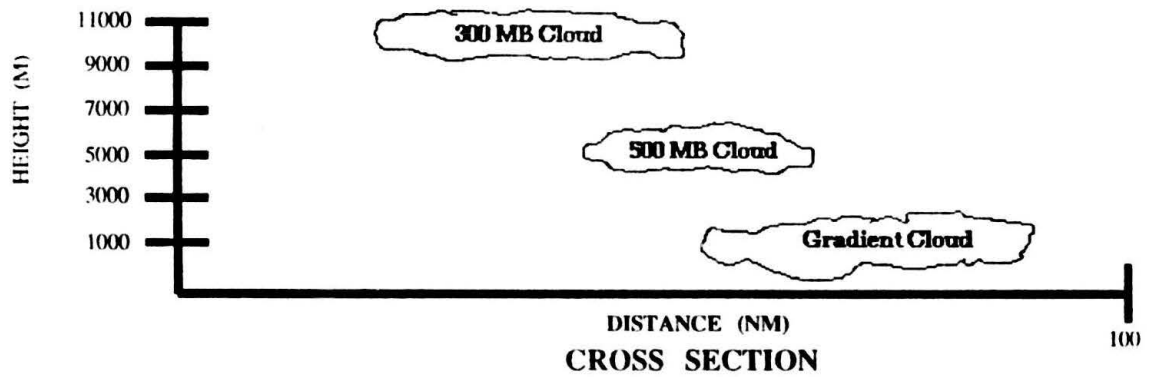 11000
300 MB Cloud
9000
7000
HEIGHT (M)
5000
500 MB Cloud
3000
1000
Gradient Cloud
DISTANCE (NM)
100
CROSS SECTION